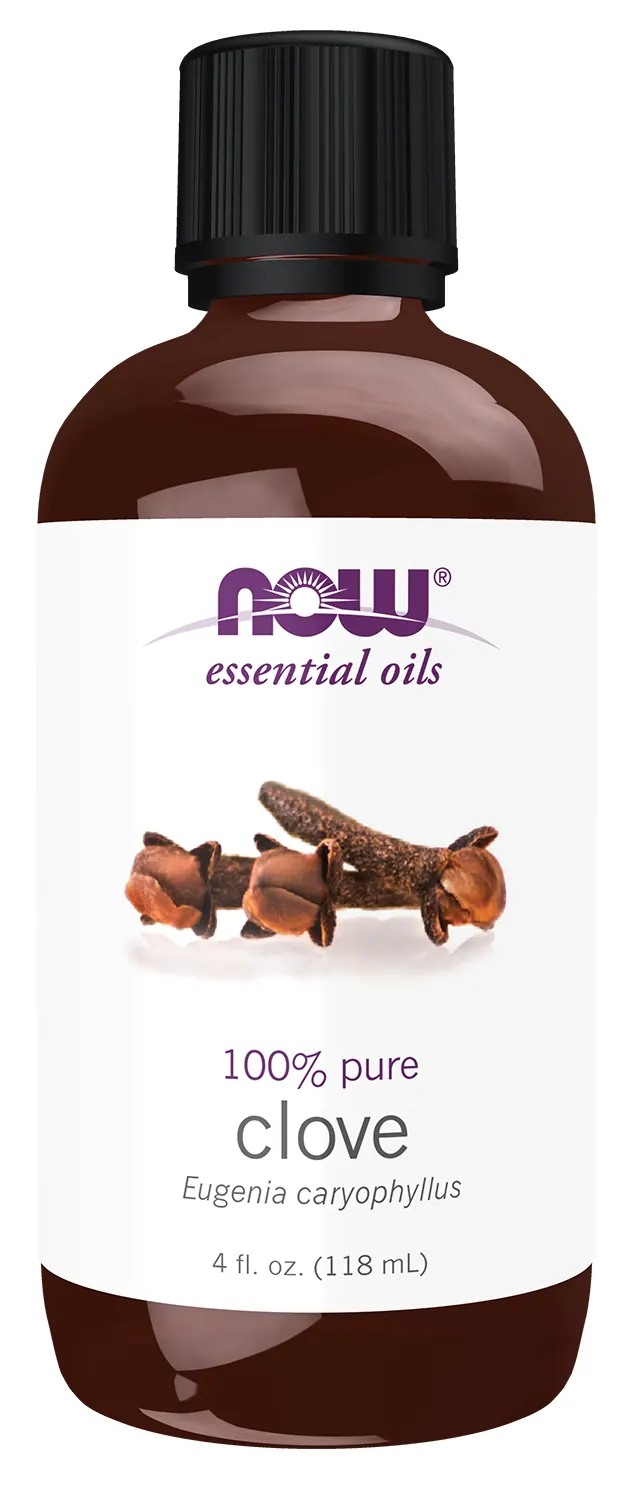 NOW®
essential oils
100% pure
clove
Eugenia caryophyllus
4 fl. oz. (118 mL)